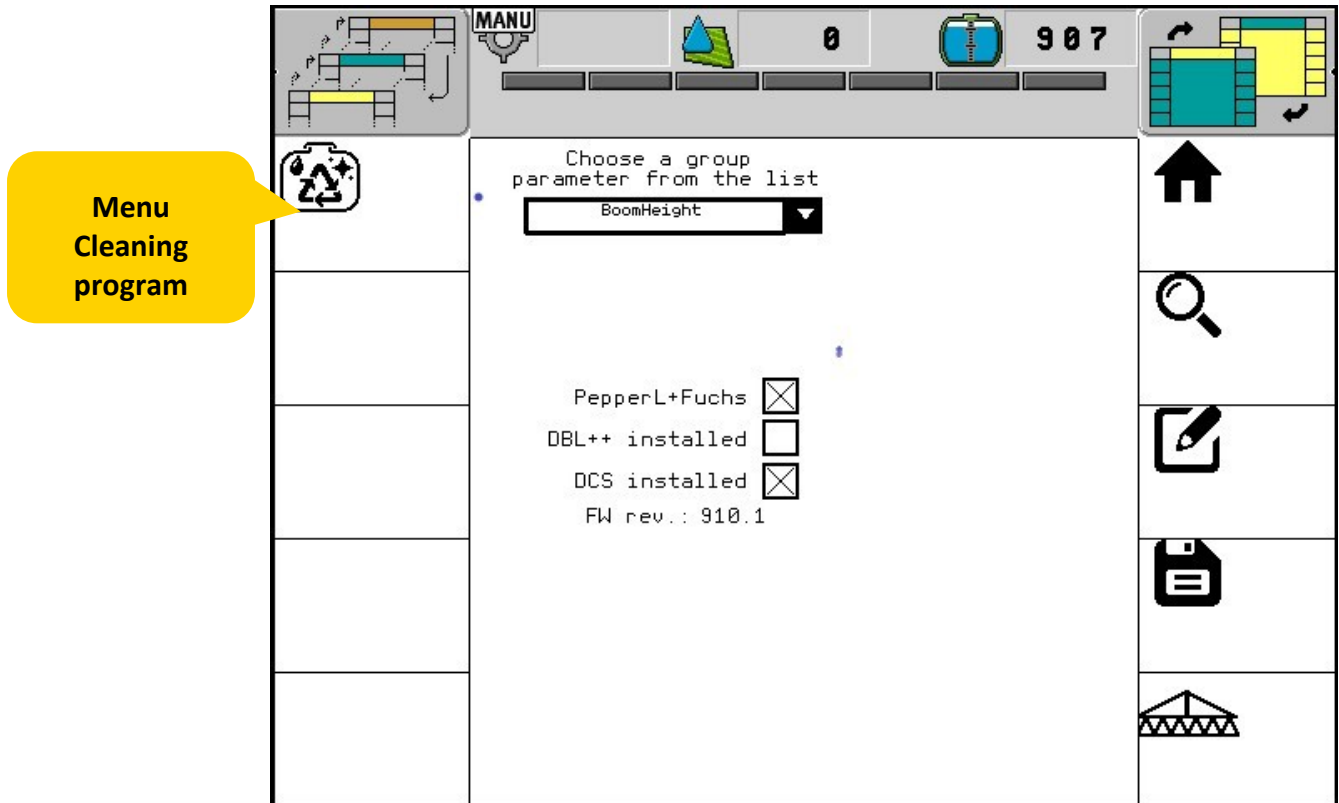 MANU
0
907
Menu
Cleaning
program
Choose a group
parameter from the list
BoomHeight
PepperL+Fuchs
DBL++ installed
DCS installed
FW rev.: 910.1